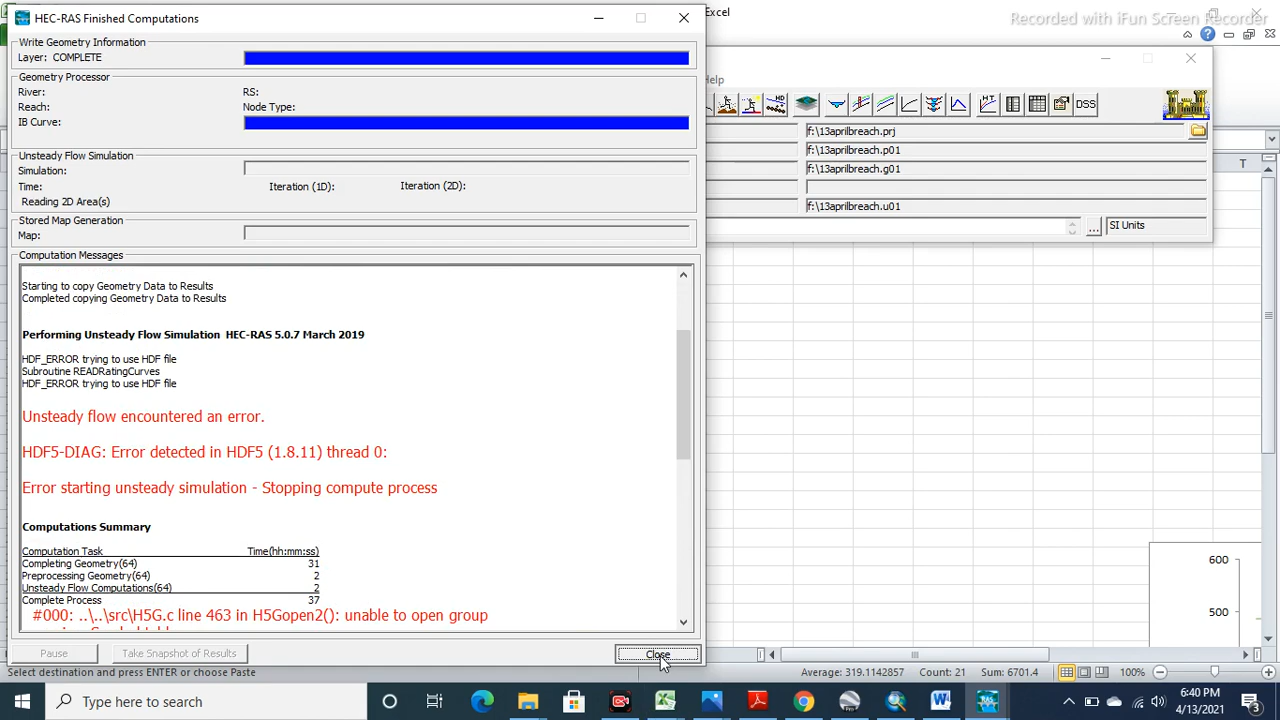 HEC-RAS Finished Computations
Excel
Recorded with iFun Screen Recorder
Write Geometry Information
Layer: COMPLETE
Geometry Processor
River:
RS:
Reach:
Node Type:
IB Curve:
Unsteady Flow Simulation
Simulation:
Time:
Iteration (1D):
Iteration (2D):
Reading 2D Area(s)
Stored Map Generation
Map:
Computation Messages
Starting to copy Geometry Data to Results
Completed copying Geometry Data to Results
Performing Unsteady Flow Simulation HEC-RAS 5.0.7 March 2019
HDF_ERROR trying to use HDF file
Subroutine READRatingCurves
HDF_ERROR trying to use HDF file
Unsteady flow encountered an error.
HDF5-DIAG: Error detected in HDF5 (1.8.11) thread 0:
Error starting unsteady simulation - Stopping compute process
Computations Summary
Computation Task Time(hh:mm:ss)
Completing Geometry(64) 31
Preprocessing Geometry(64) 2
Unsteady Flow Computations(64) 2
Complete Process 37
#000: ..\..\src\H5G.c line 463 in H5Gopen2(): unable to open group
Pause
Take Snapshot of Results
Close
Help
DSS
f:\13aprilbreach.prj
f:\13aprilbreach.p01
f:\13aprilbreach.g01
f:\13aprilbreach.u01
...
SI Units
T
600
500
Select destination and press ENTER or choose Paste
Average: 319.1142857 Count: 21 Sum: 6701.4
100%
Type here to search
6:40 PM
4/13/2021
3